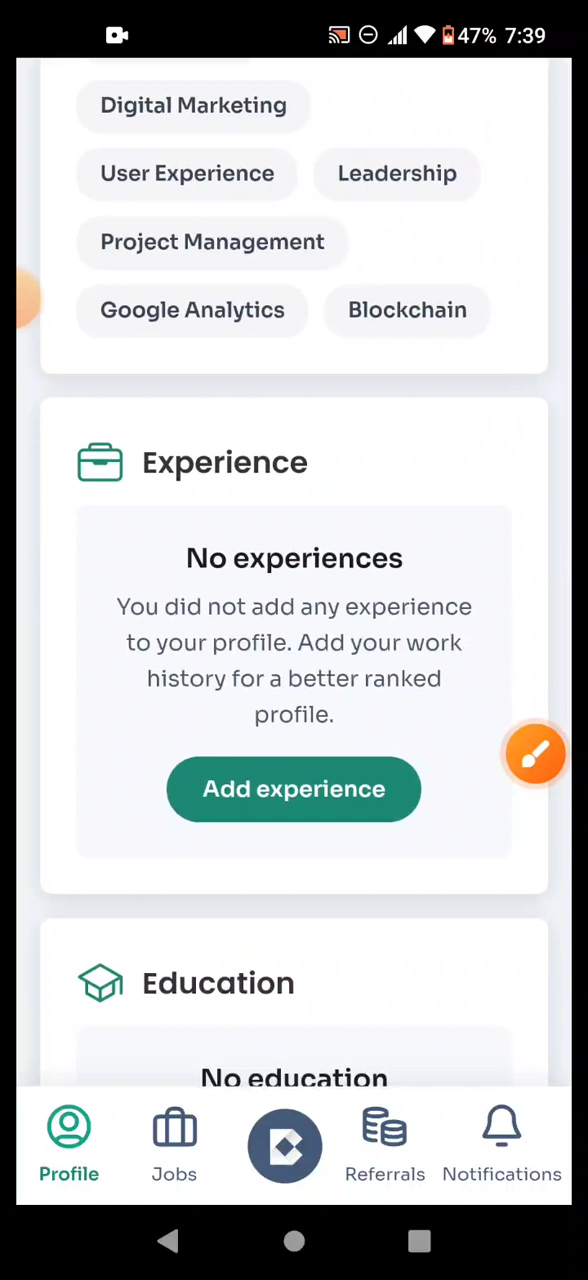 47% 7:39
Digital Marketing
User Experience Leadership
Project Management
Google Analytics Blockchain
Experience
No experiences
You did not add any experience
to your profile. Add your work
history for a better ranked
profile.
Add experience
Education
No education
Profile Jobs Referrals Notifications